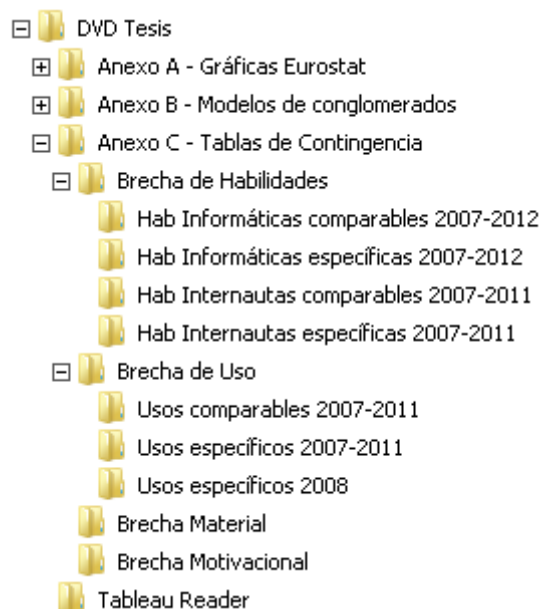 DVD Tesis
Anexo A - Gráficas Eurostat
Anexo B - Modelos de conglomerados
Anexo C - Tablas de Contingencia
Brecha de Habilidades
Hab Informáticas comparables 2007-2012
Hab Informáticas específicas 2007-2012
Hab Internautas comparables 2007-2011
Hab Internautas específicas 2007-2011
Brecha de Uso
Usos comparables 2007-2011
Usos específicos 2007-2011
Usos específicos 2008
Brecha Material
Brecha Motivacional
Tableau Reader